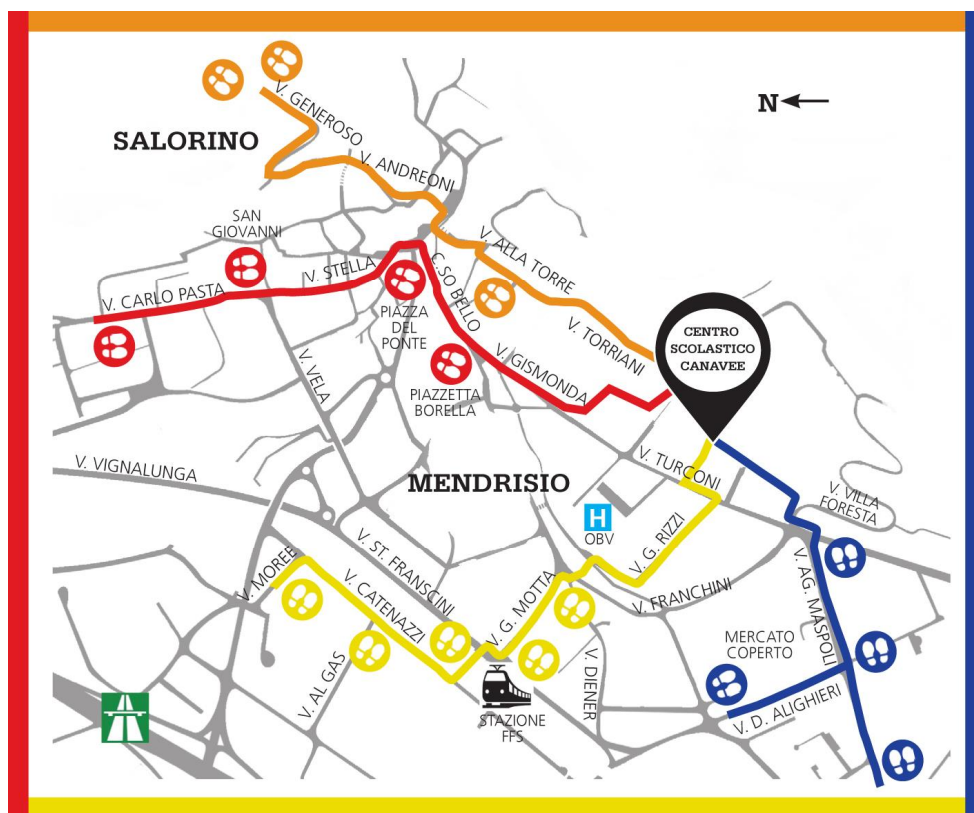 N
V. GENEROSO
SALORINO
V. ANDREONI
SAN
GIOVANNI
V. ALLA TORRE
V. STELLA
C.SO BELLO
V. CARLO PASTA
PIAZZA
DEL
PONTE
V. TORRIANI
CENTRO
SCOLASTICO
CANAVEE
V. GISMONDA
V. VELA
PIAZZETTA
BORELLA
V. VIGNALUNGA
MENDRISIO
V. TURCONI
V. VILLA
FORESTA
H
OBV
V. G. RIZZI
V. ST. FRANSCINI
V. MOREE
V. CATENAZZI
V. G. MOTTA
V. FRANCHINI
V. AG. MASPOLI
MERCATO
COPERTO
V. DIENER
V. AL GAS
STAZIONE
FFS
V. D. ALIGHIERI